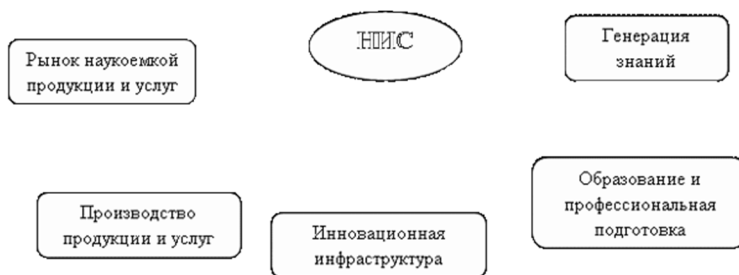 НИС
Генерация
знаний
Рынок наукоемкой
продукции и услуг
Образование и
профессиональная
подготовка
Производство
продукции и услуг
Инновационная
инфраструктура